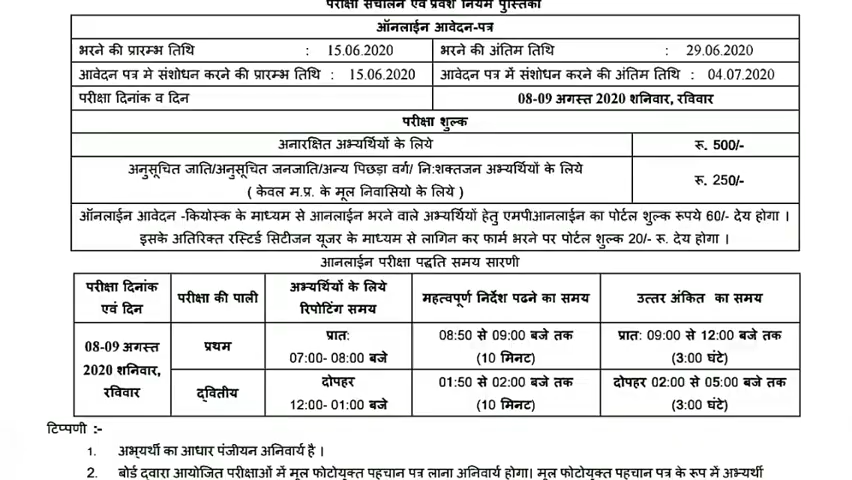 परीक्षा संचालन एवं प्रवेश नियम पुस्तिका
ऑनलाईन आवेदन-पत्र
भरने की प्रारम्भ तिथि : 15.06.2020 भरने की अंतिम तिथि : 29.06.2020
आवेदन पत्र मे संशोधन करने की प्रारम्भ तिथि : 15.06.2020 आवेदन पत्र में संशोधन करने की अंतिम तिथि : 04.07.2020
परीक्षा दिनांक व दिन 08-09 अगस्त 2020 शनिवार, रविवार
परीक्षा शुल्क
अनारक्षित अभ्यर्थियों के लिये रू. 500/-
अनुसूचित जाति/अनुसूचित जनजाति/अन्य पिछड़ा वर्ग/ नि:शक्तजन अभ्यर्थियों के लिये
( केवल म.प्र. के मूल निवासियो के लिये ) रू. 250/-
ऑनलाईन आवेदन -कियोस्क के माध्यम से आनलाईन भरने वाले अभ्यर्थियों हेतु एमपीआनलाईन का पोर्टल शुल्क रूपये 60/- देय होगा ।
इसके अतिरिक्त रस्टिर्ड सिटीजन यूजर के माध्यम से लागिन कर फार्म भरने पर पोर्टल शुल्क 20/- रू. देय होगा ।
आनलाईन परीक्षा पद्धति समय सारणी
परीक्षा दिनांक एवं दिन परीक्षा की पाली अभ्यर्थियों के लिये रिपोटिंग समय महत्वपूर्ण निर्देश पढने का समय उत्तर अंकित का समय
08-09 अगस्त 2020 शनिवार, रविवार
प्रथम प्रात: 07:00- 08:00 बजे 08:50 से 09:00 बजे तक (10 मिनट) प्रात: 09:00 से 12:00 बजे तक (3:00 घंटे)
द्वितीय दोपहर 12:00- 01:00 बजे 01:50 से 02:00 बजे तक (10 मिनट) दोपहर 02:00 से 05:00 बजे तक (3:00 घंटे)
टिप्पणी :-
1. अभ्यर्थी का आधार पंजीयन अनिवार्य है ।
2. बोर्ड द्वारा आयोजित परीक्षाओं में मूल फोटोयुक्त पहचान पत्र लाना अनिवार्य होगा। मूल फोटोयुक्त पहचान पत्र के रूप में अभ्यर्थी